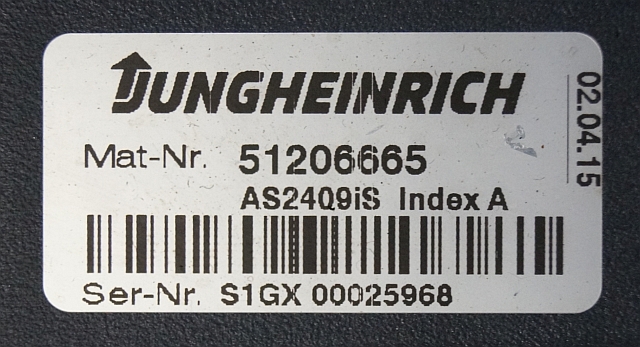 JUNGHEINRICH
Mat-Nr. 51206665
AS2409iS Index A
Ser-Nr. S1GX 00025968
02.04.15